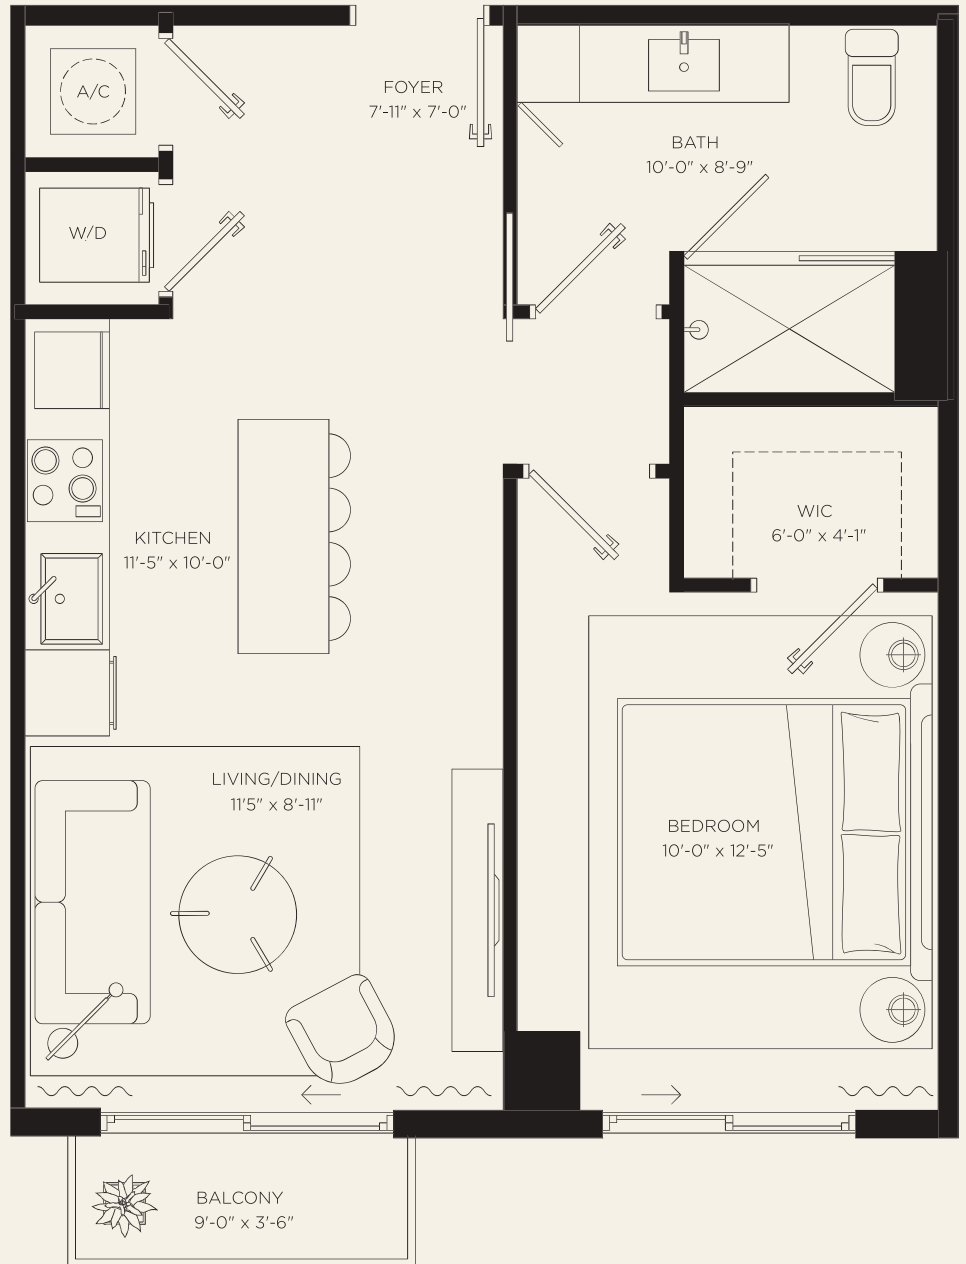 A/C
FOYER
7'-11" x 7'-0"
BATH
10'-0" x 8'-9"
W/D
WIC
6'-0" x 4'-1"
KITCHEN
11'-5" x 10'-0"
LIVING/DINING
11'5" x 8'-11"
BEDROOM
10'-0" x 12'-5"
BALCONY
9'-0" x 3'-6"